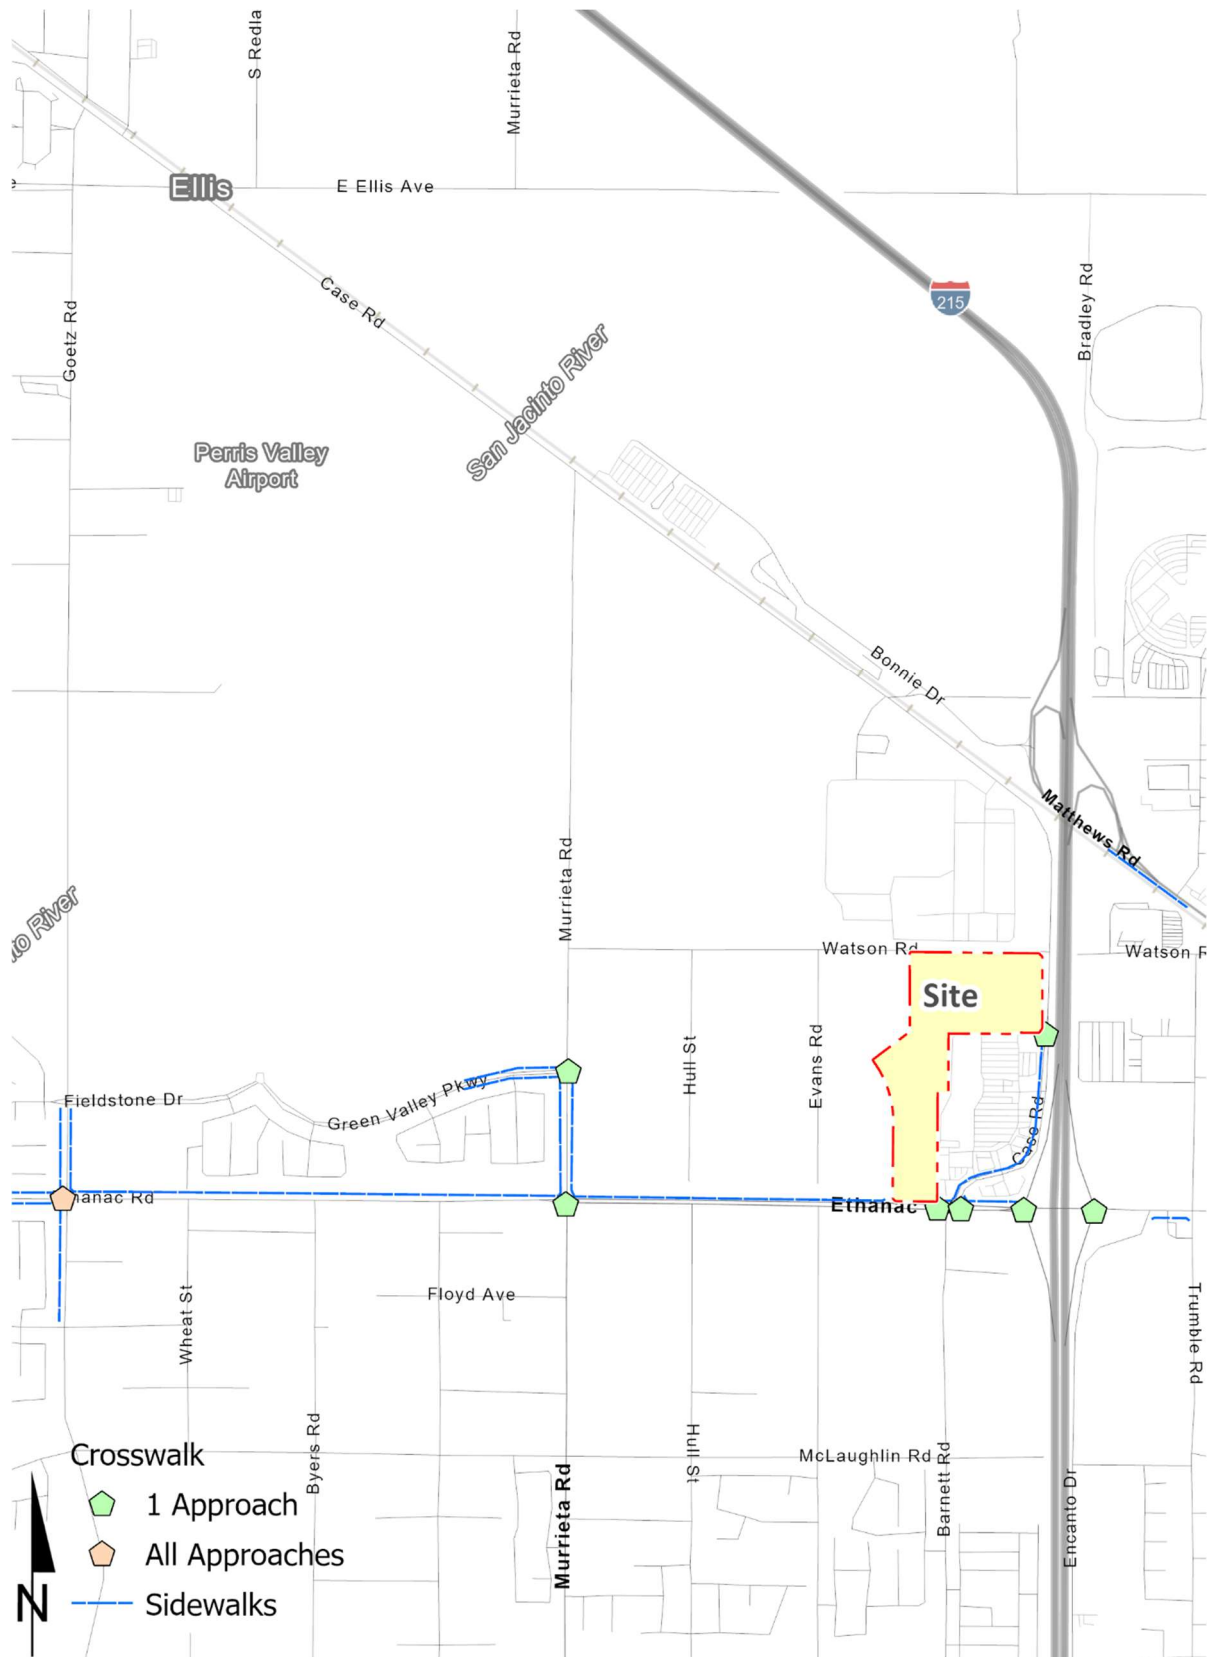 S Redla
Murrieta Rd
Ellis
E Ellis Ave
Case Rd
215
Bradley Rd
Goetz Rd
San Jacinto River
Perris Valley
Airport
Bonnie Dr
Matthews Rd
Murrieta Rd
to River
Watson Rd
Watson R
Site
Hull St
Evans Rd
Green Valley Pkwy
Fieldstone Dr
Case Rd
hanac Rd
Ethanac
Floyd Ave
Wheat St
Trumble Rd
Byers Rd
Hull St
McLaughlin Rd
Barnett Rd
Encanto Dr
Murrieta Rd
Crosswalk
1 Approach
All Approaches
Sidewalks
N